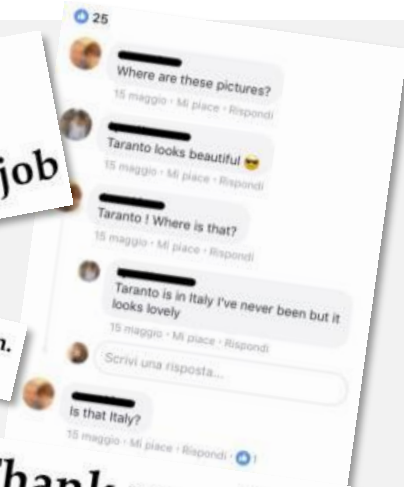 25
Where are these pictures?
15 maggio · Mi piace · Rispondi
job
Taranto looks beautiful 😎
15 maggio · Mi piace · Rispondi
Taranto ! Where is that?
15 maggio · Mi piace · Rispondi
Taranto is in Italy I've never been but it
looks lovely
15 maggio · Mi piace · Rispondi
n.
Scrivi una risposta...
Is that Italy?
15 maggio · Mi piace · Rispondi · 1